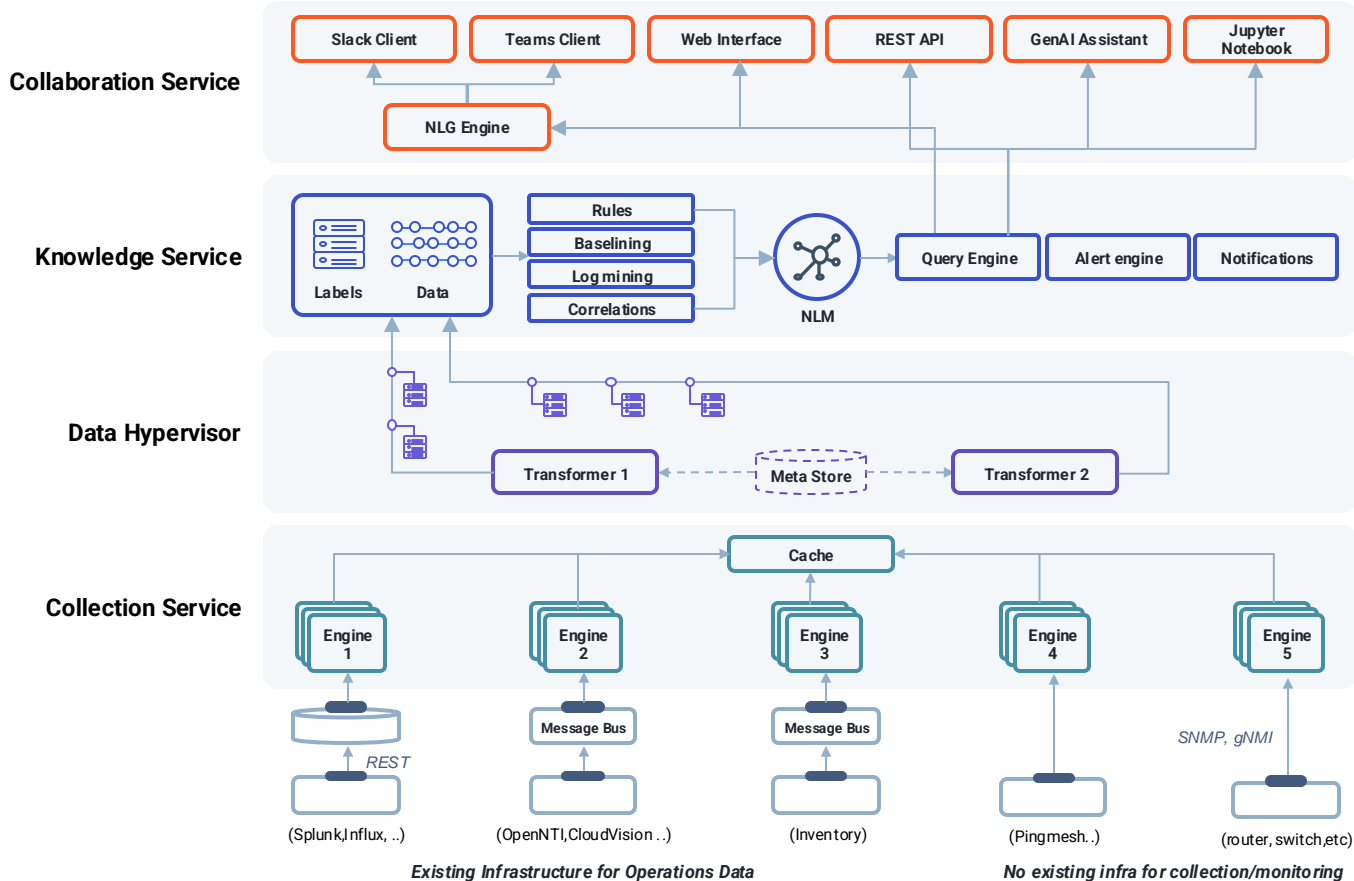 Slack Client
Teams Client
Web Interface
REST API
GenAI Assistant
Jupyter
Notebook
Collaboration Service
NLG Engine
Knowledge Service
Labels
Data
Rules
Baselining
Log mining
Correlations
NLM
Query Engine
Alert engine
Notifications
Data Hypervisor
Transformer 1
Meta Store
Transformer 2
Collection Service
Cache
Engine
1
Engine
2
Engine
3
Engine
4
Engine
5
Message Bus
Message Bus
SNMP, gNMI
REST
(Splunk,Influx, ..)
(OpenNTI,CloudVision ..)
(Inventory)
(Pingmesh..)
(router, switch,etc)
Existing Infrastructure for Operations Data
No existing infra for collection/monitoring